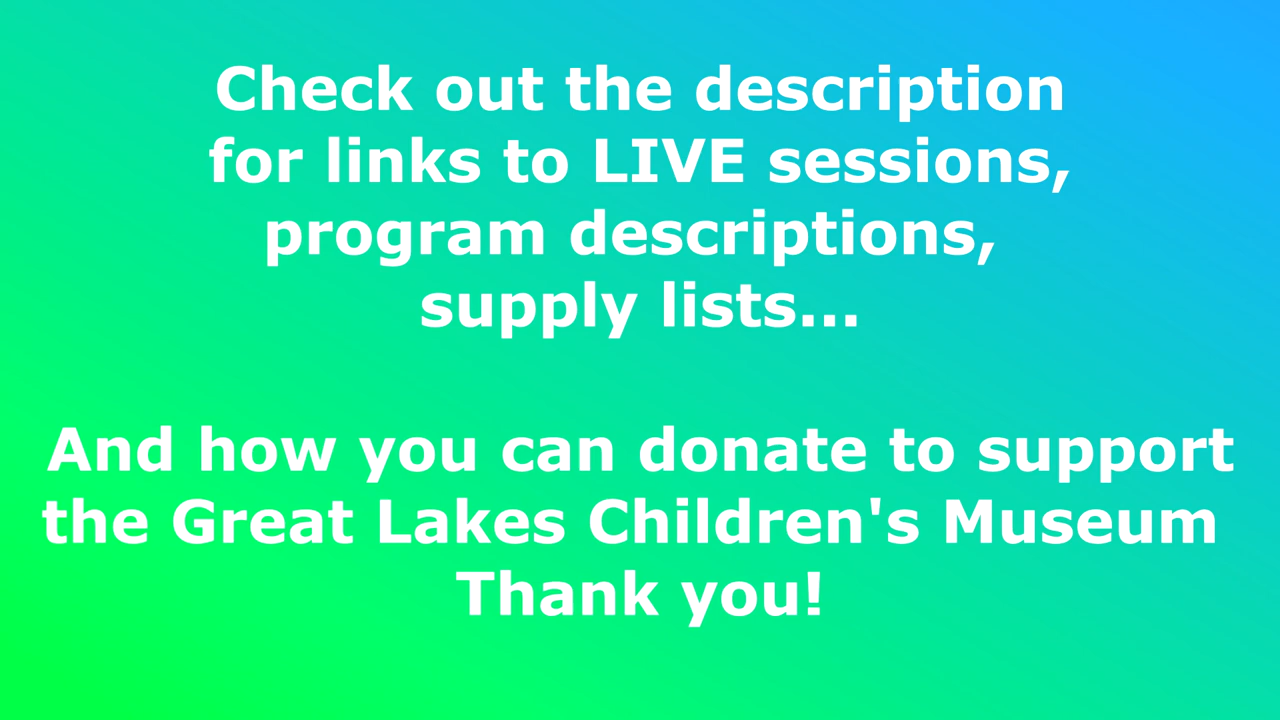 Check out the description
for links to LIVE sessions,
program descriptions,
supply lists...
And how you can donate to support
the Great Lakes Children's Museum
Thank you!